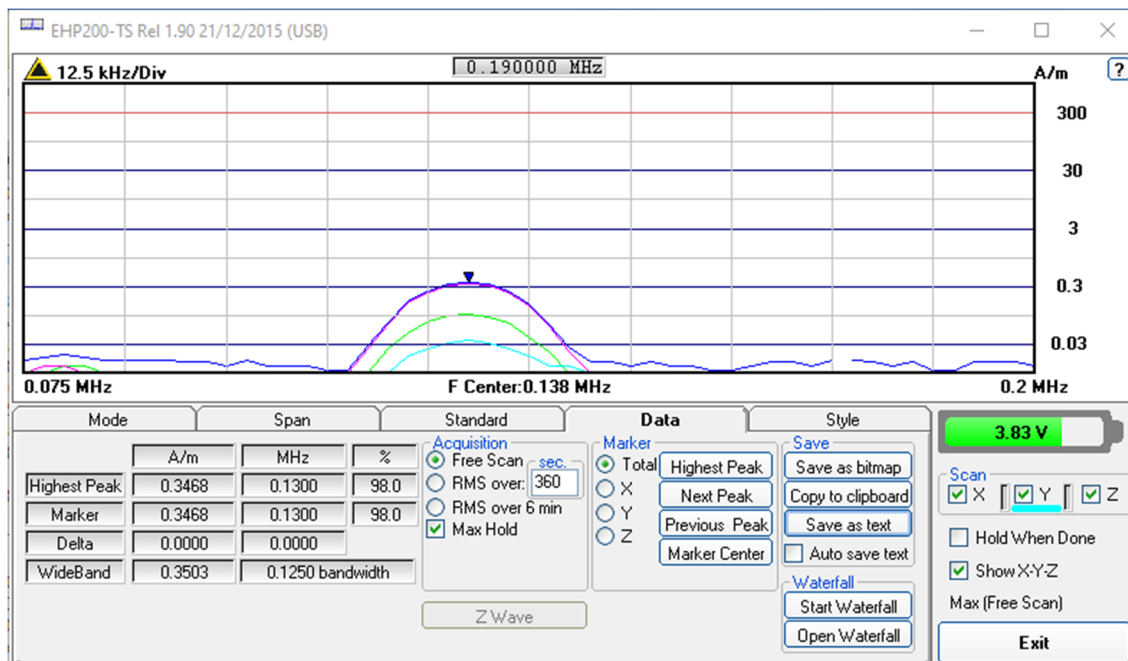 EHP200-TS Rel 1.90 21/12/2015 (USB)
12.5 kHz/Div 0.190000 MHz A/m ?
300
30
3
0.3
0.03
0.075 MHz F Center:0.138 MHz 0.2 MHz
Mode Span Standard Data Style
A/m MHz %
Highest Peak 0.3468 0.1300 98.0
Marker 0.3468 0.1300 98.0
Delta 0.0000 0.0000
WideBand 0.3503 0.1250 bandwidth
Acquisition
Free Scan sec.
RMS over: 360
RMS over 6 min
Max Hold
Z Wave
Marker
Total Highest Peak
X Next Peak
Y Previous Peak
Z Marker Center
Save
Save as bitmap
Copy to clipboard
Save as text
Auto save text
Waterfall
Start Waterfall
Open Waterfall
3.83 V
Scan
X Y Z
Hold When Done
Show X-Y-Z
Max (Free Scan)
Exit